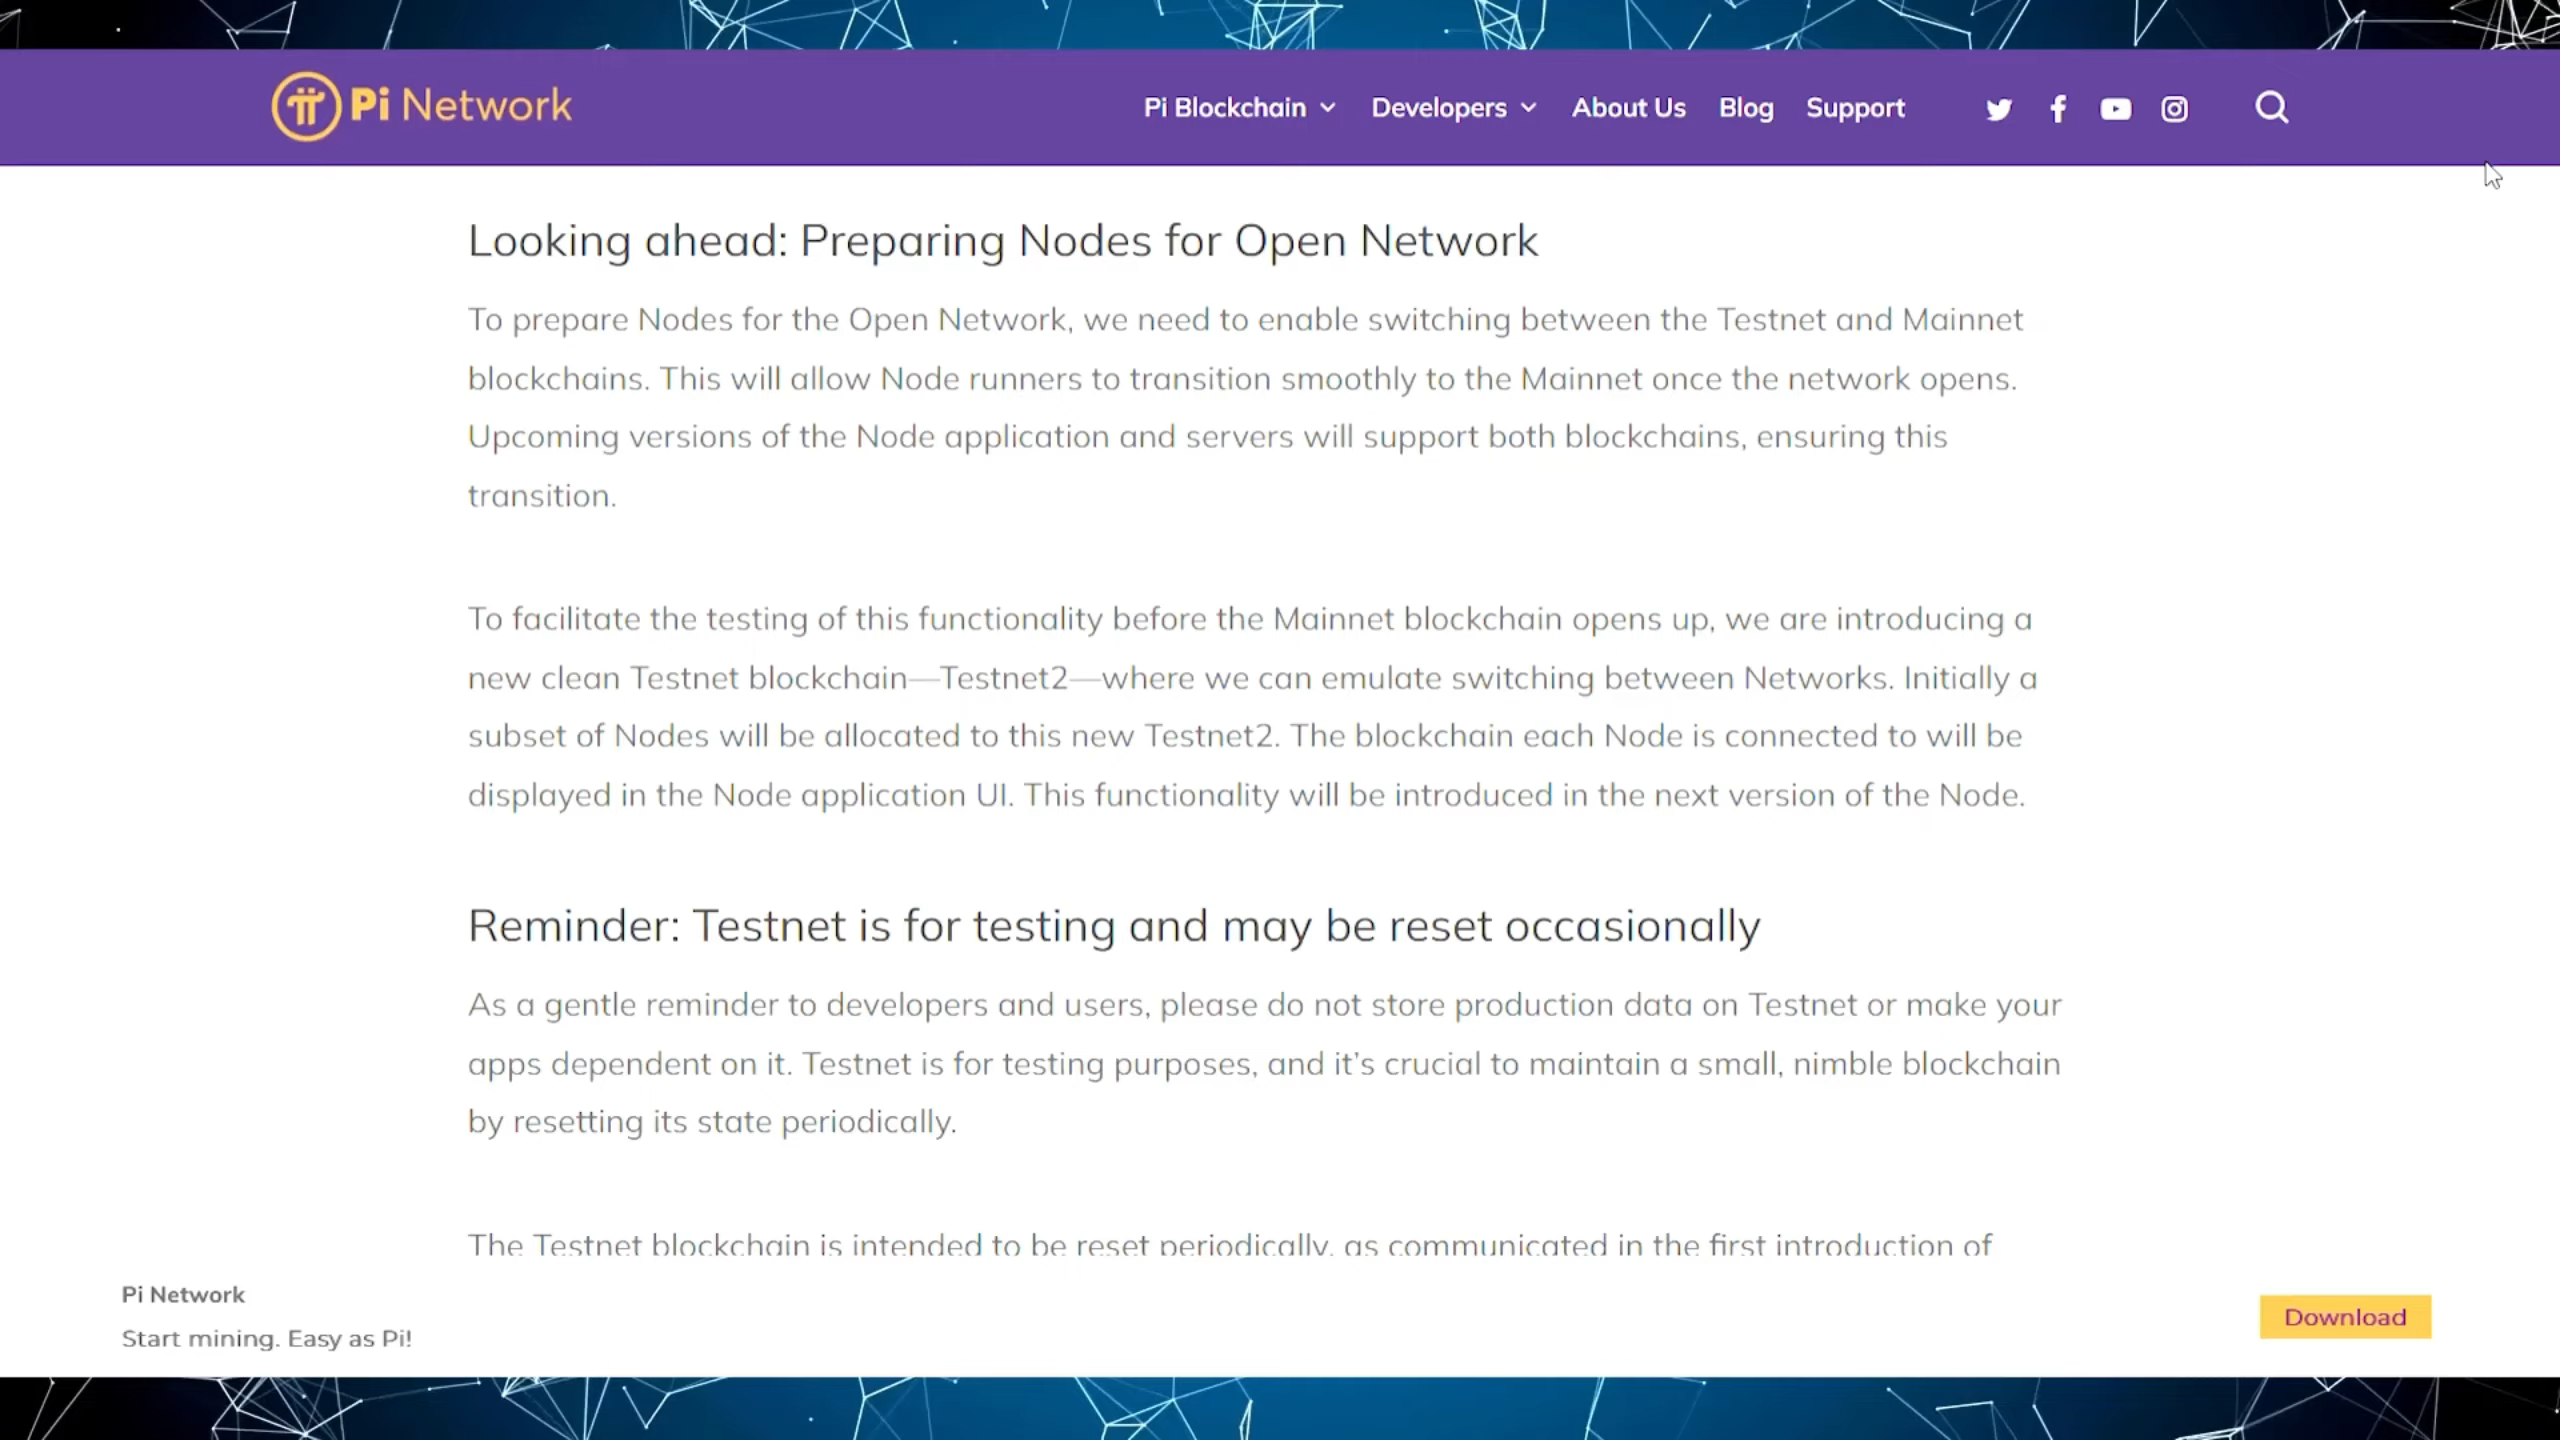 Pi Network
Pi Blockchain
Developers
About Us
Blog
Support
Looking ahead: Preparing Nodes for Open Network
To prepare Nodes for the Open Network, we need to enable switching between the Testnet and Mainnet
blockchains. This will allow Node runners to transition smoothly to the Mainnet once the network opens.
Upcoming versions of the Node application and servers will support both blockchains, ensuring this
transition.
To facilitate the testing of this functionality before the Mainnet blockchain opens up, we are introducing a
new clean Testnet blockchain—Testnet2—where we can emulate switching between Networks. Initially a
subset of Nodes will be allocated to this new Testnet2. The blockchain each Node is connected to will be
displayed in the Node application UI. This functionality will be introduced in the next version of the Node.
Reminder: Testnet is for testing and may be reset occasionally
As a gentle reminder to developers and users, please do not store production data on Testnet or make your
apps dependent on it. Testnet is for testing purposes, and it’s crucial to maintain a small, nimble blockchain
by resetting its state periodically.
The Testnet blockchain is intended to be reset periodically, as communicated in the first introduction of
Pi Network
Start mining. Easy as Pi!
Download